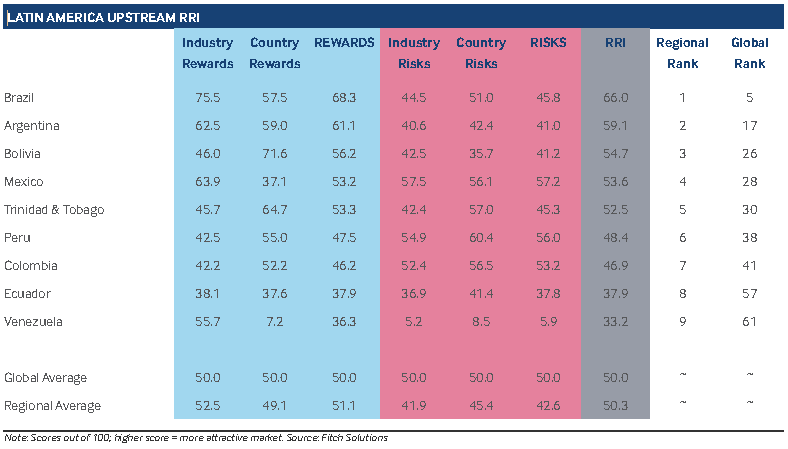 LATIN AMERICA UPSTREAM RRI
Industry Country REWARDS Industry Country RISKS RRI Regional Global
Rewards Rewards Risks Risks Rank Rank
Brazil 75.5 57.5 68.3 44.5 51.0 45.8 66.0 1 5
Argentina 62.5 59.0 61.1 40.6 42.4 41.0 59.1 2 17
Bolivia 46.0 71.6 56.2 42.5 35.7 41.2 54.7 3 26
Mexico 63.9 37.1 53.2 57.5 56.1 57.2 53.6 4 28
Trinidad & Tobago 45.7 64.7 53.3 42.4 57.0 45.3 52.5 5 30
Peru 42.5 55.0 47.5 54.9 60.4 56.0 48.4 6 38
Colombia 42.2 52.2 46.2 52.4 56.5 53.2 46.9 7 41
Ecuador 38.1 37.6 37.9 36.9 41.4 37.8 37.9 8 57
Venezuela 55.7 7.2 36.3 5.2 8.5 5.9 33.2 9 61
Global Average 50.0 50.0 50.0 50.0 50.0 50.0 50.0 ~ ~
Regional Average 52.5 49.1 51.1 41.9 45.4 42.6 50.3 ~ ~
Note: Scores out of 100; higher score = more attractive market. Source: Fitch Solutions